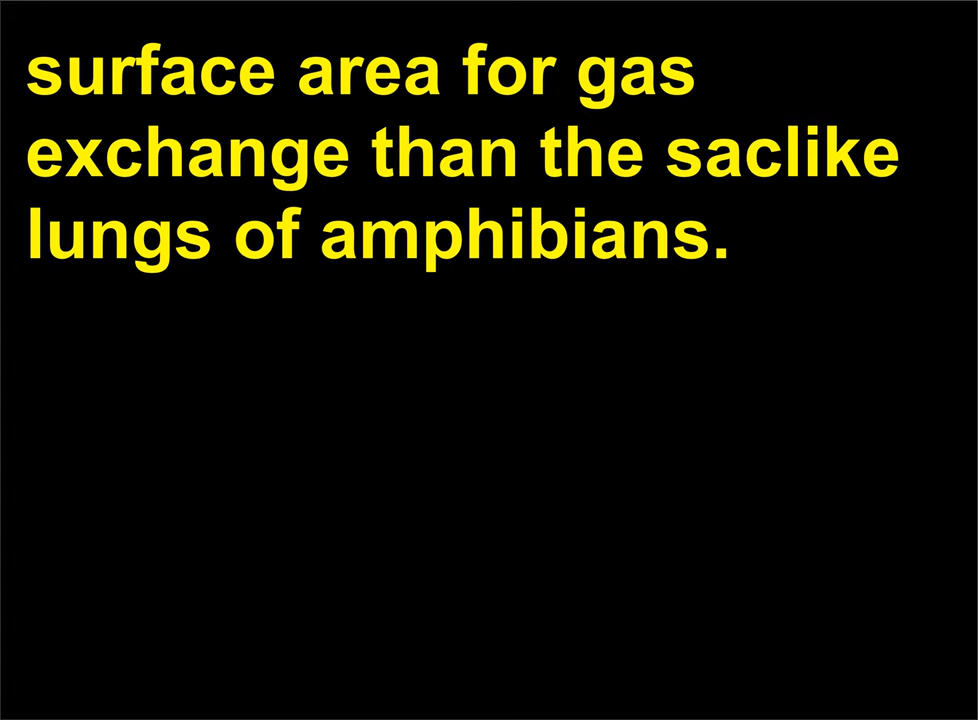 surface area for gas
exchange than the saclike
lungs of amphibians.